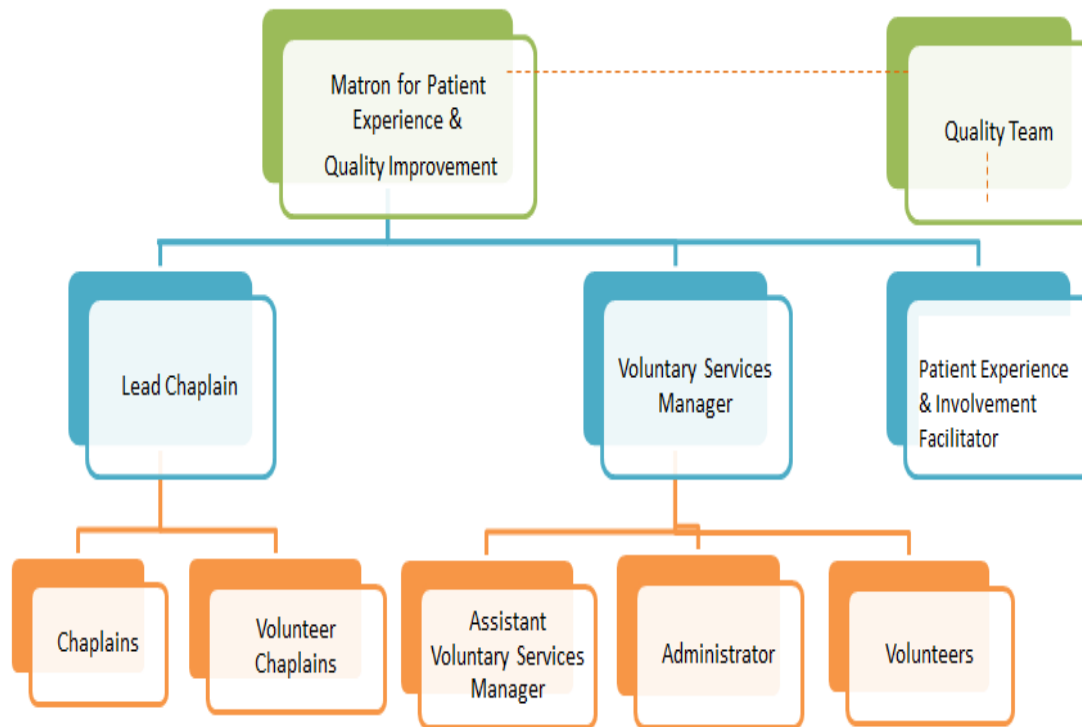 Matron for Patient
Experience &
Quality Improvement
Quality Team
Lead Chaplain
Voluntary Services
Manager
Patient Experience
& Involvement
Facilitator
Chaplains
Volunteer
Chaplains
Assistant
Voluntary Services
Manager
Administrator
Volunteers